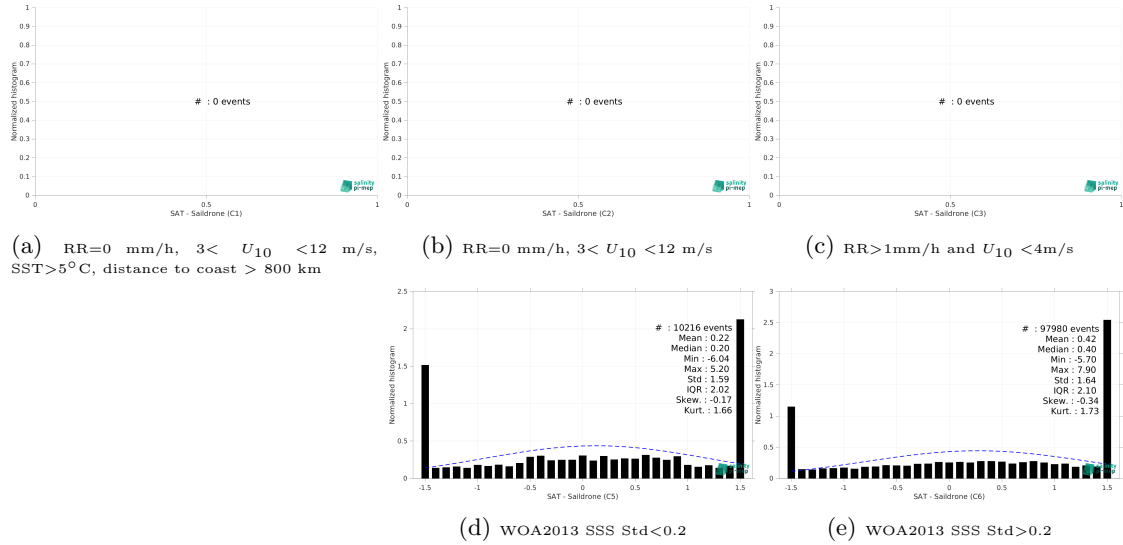 1
0.9
0.8
0.7
0.6
0.5
0.4
0.3
0.2
0.1
0
Normalized histogram
# : 0 events
salinity
pi-mep
0 0.5 1
SAT - Saildrone (C1)
(a) RR=0 mm/h, 3< U10 <12 m/s,
SST>5°C, distance to coast > 800 km
1
0.9
0.8
0.7
0.6
0.5
0.4
0.3
0.2
0.1
0
Normalized histogram
# : 0 events
salinity
pi-mep
0 0.5 1
SAT - Saildrone (C2)
(b) RR=0 mm/h, 3< U10 <12 m/s
1
0.9
0.8
0.7
0.6
0.5
0.4
0.3
0.2
0.1
0
Normalized histogram
# : 0 events
salinity
pi-mep
0 0.5 1
SAT - Saildrone (C3)
(c) RR>1mm/h and U10 <4m/s
2.5
2
1.5
1
0.5
0
Normalized histogram
# : 10216 events
Mean : 0.22
Median : 0.20
Min : -6.04
Max : 5.20
Std : 1.59
IQR : 2.02
Skew. : -0.17
Kurt. : 1.66
salinity
pi-mep
-1.5 -1 -0.5 0 0.5 1 1.5
SAT - Saildrone (C5)
(d) WOA2013 SSS Std<0.2
3
2.5
2
1.5
1
0.5
0
Normalized histogram
# : 97980 events
Mean : 0.42
Median : 0.40
Min : -5.70
Max : 7.90
Std : 1.64
IQR : 2.10
Skew. : -0.34
Kurt. : 1.73
salinity
pi-mep
-1.5 -1 -0.5 0 0.5 1 1.5
SAT - Saildrone (C6)
(e) WOA2013 SSS Std>0.2